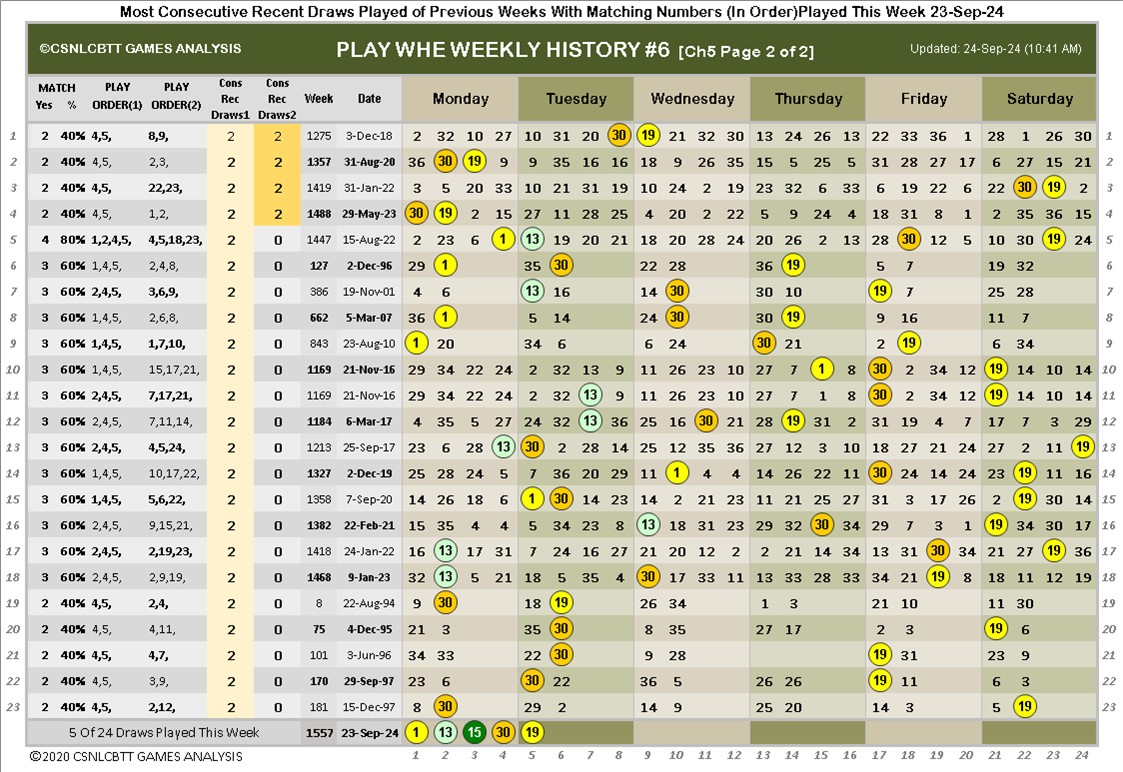 Most Consecutive Recent Draws Played of Previous Weeks With Matching Numbers (In Order)Played This Week 23-Sep-24
©CSNLCBTT GAMES ANALYSIS PLAY WHE WEEKLY HISTORY #6 [Ch5 Page 2 of 2] Updated: 24-Sep-24 (10:41 AM)
MATCH Yes % PLAY ORDER(1) PLAY ORDER(2) Cons Rec Draws1 Cons Rec Draws2 Week Date Monday Tuesday Wednesday Thursday Friday Saturday
1 2 40% 4,5, 8,9, 2 2 1275 3-Dec-18 2 32 10 27 10 31 20 30 19 21 32 30 13 24 26 13 22 33 36 1 28 1 26 30 1
2 2 40% 4,5, 2,3, 2 2 1357 31-Aug-20 36 30 19 9 9 35 16 16 18 9 26 35 15 5 25 5 31 28 27 17 6 27 15 21 2
3 2 40% 4,5, 22,23, 2 2 1419 31-Jan-22 3 5 20 33 10 21 31 19 10 24 2 19 23 32 6 33 6 19 22 6 22 30 19 2 3
4 2 40% 4,5, 1,2, 2 2 1488 29-May-23 30 19 2 15 27 11 28 25 4 20 2 22 5 9 24 4 18 31 8 1 2 35 36 15 4
5 4 80% 1,2,4,5, 4,5,18,23, 2 0 1447 15-Aug-22 2 23 6 1 13 19 20 21 18 20 28 24 20 26 2 13 28 30 12 5 10 30 19 24 5
6 3 60% 1,4,5, 2,4,8, 2 0 127 2-Dec-96 29 1 35 30 22 28 36 19 5 7 19 32 6
7 3 60% 2,4,5, 3,6,9, 2 0 386 19-Nov-01 4 6 13 16 14 30 30 10 19 7 25 28 7
8 3 60% 1,4,5, 2,6,8, 2 0 662 5-Mar-07 36 1 5 14 24 30 30 19 9 16 11 7 8
9 3 60% 1,4,5, 1,7,10, 2 0 843 23-Aug-10 1 20 34 6 6 24 30 21 2 19 6 34 9
10 3 60% 1,4,5, 15,17,21, 2 0 1169 21-Nov-16 29 34 22 24 2 32 13 9 11 26 23 10 27 7 1 8 30 2 34 12 19 14 10 14 10
11 3 60% 2,4,5, 7,17,21, 2 0 1169 21-Nov-16 29 34 22 24 2 32 13 9 11 26 23 10 27 7 1 8 30 2 34 12 19 14 10 14 11
12 3 60% 2,4,5, 7,11,14, 2 0 1184 6-Mar-17 4 35 5 27 24 32 13 36 25 16 30 21 28 19 31 2 31 19 4 7 17 7 3 29 12
13 3 60% 2,4,5, 4,5,24, 2 0 1213 25-Sep-17 23 6 28 13 30 2 28 14 25 12 35 36 27 12 3 10 18 27 21 24 27 2 11 19 13
14 3 60% 1,4,5, 10,17,22, 2 0 1327 2-Dec-19 25 28 24 5 7 36 20 29 11 1 4 4 14 26 22 11 30 24 14 24 22 19 11 16 14
15 3 60% 1,4,5, 5,6,22, 2 0 1358 7-Sep-20 14 26 18 6 1 30 14 23 14 2 21 23 11 21 25 27 31 3 17 26 2 19 30 14 15
16 3 60% 2,4,5, 9,15,21, 2 0 1382 22-Feb-21 15 35 4 4 5 34 23 8 13 18 31 23 29 32 30 34 29 7 3 1 19 34 30 17 16
17 3 60% 2,4,5, 2,19,23, 2 0 1418 24-Jan-22 16 13 17 31 7 24 16 27 21 20 12 2 2 21 14 34 13 31 30 34 21 27 19 36 17
18 3 60% 2,4,5, 2,9,19, 2 0 1468 9-Jan-23 32 13 5 21 18 5 35 4 30 17 33 11 13 33 28 33 34 21 19 8 18 11 12 19 18
19 2 40% 4,5, 2,4, 2 0 8 22-Aug-94 9 30 18 19 26 34 1 3 21 10 11 30 19
20 2 40% 4,5, 4,11, 2 0 75 4-Dec-95 21 3 35 30 8 35 27 17 2 3 19 6 20
21 2 40% 4,5, 4,7, 2 0 101 3-Jun-96 34 33 22 30 9 28 19 31 23 9 21
22 2 40% 4,5, 3,9, 2 0 170 29-Sep-97 23 6 30 22 36 5 26 26 19 11 6 3 22
23 2 40% 4,5, 2,12, 2 0 181 15-Dec-97 8 30 29 2 14 9 25 20 14 3 5 19 23
5 Of 24 Draws Played This Week 1557 23-Sep-24 1 13 15 30 19
©2020 CSNLCBTT GAMES ANALYSIS 1 2 3 4 5 6 7 8 9 10 11 12 13 14 15 16 17 18 19 20 21 22 23 24